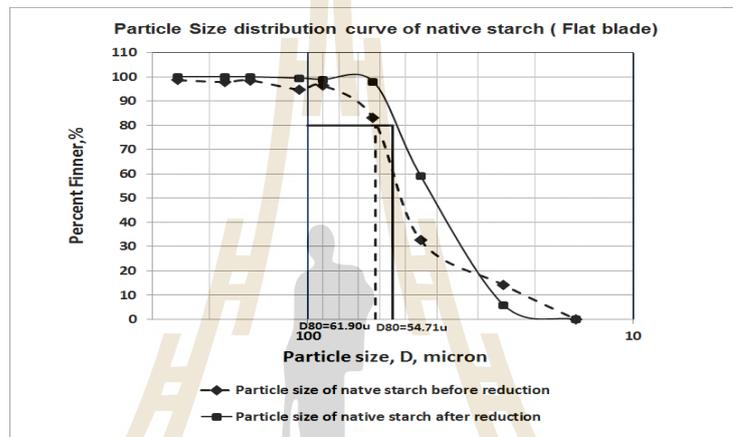 Particle Size distribution curve of native starch ( Flat blade)
110
100
90
80
70
60
50
40
30
20
10
0
Percent Finner,%
D80=61.90u D80=54.71u
100 10
Particle size, D, micron
Particle size of natve starch before reduction
Particle size of native starch after reduction